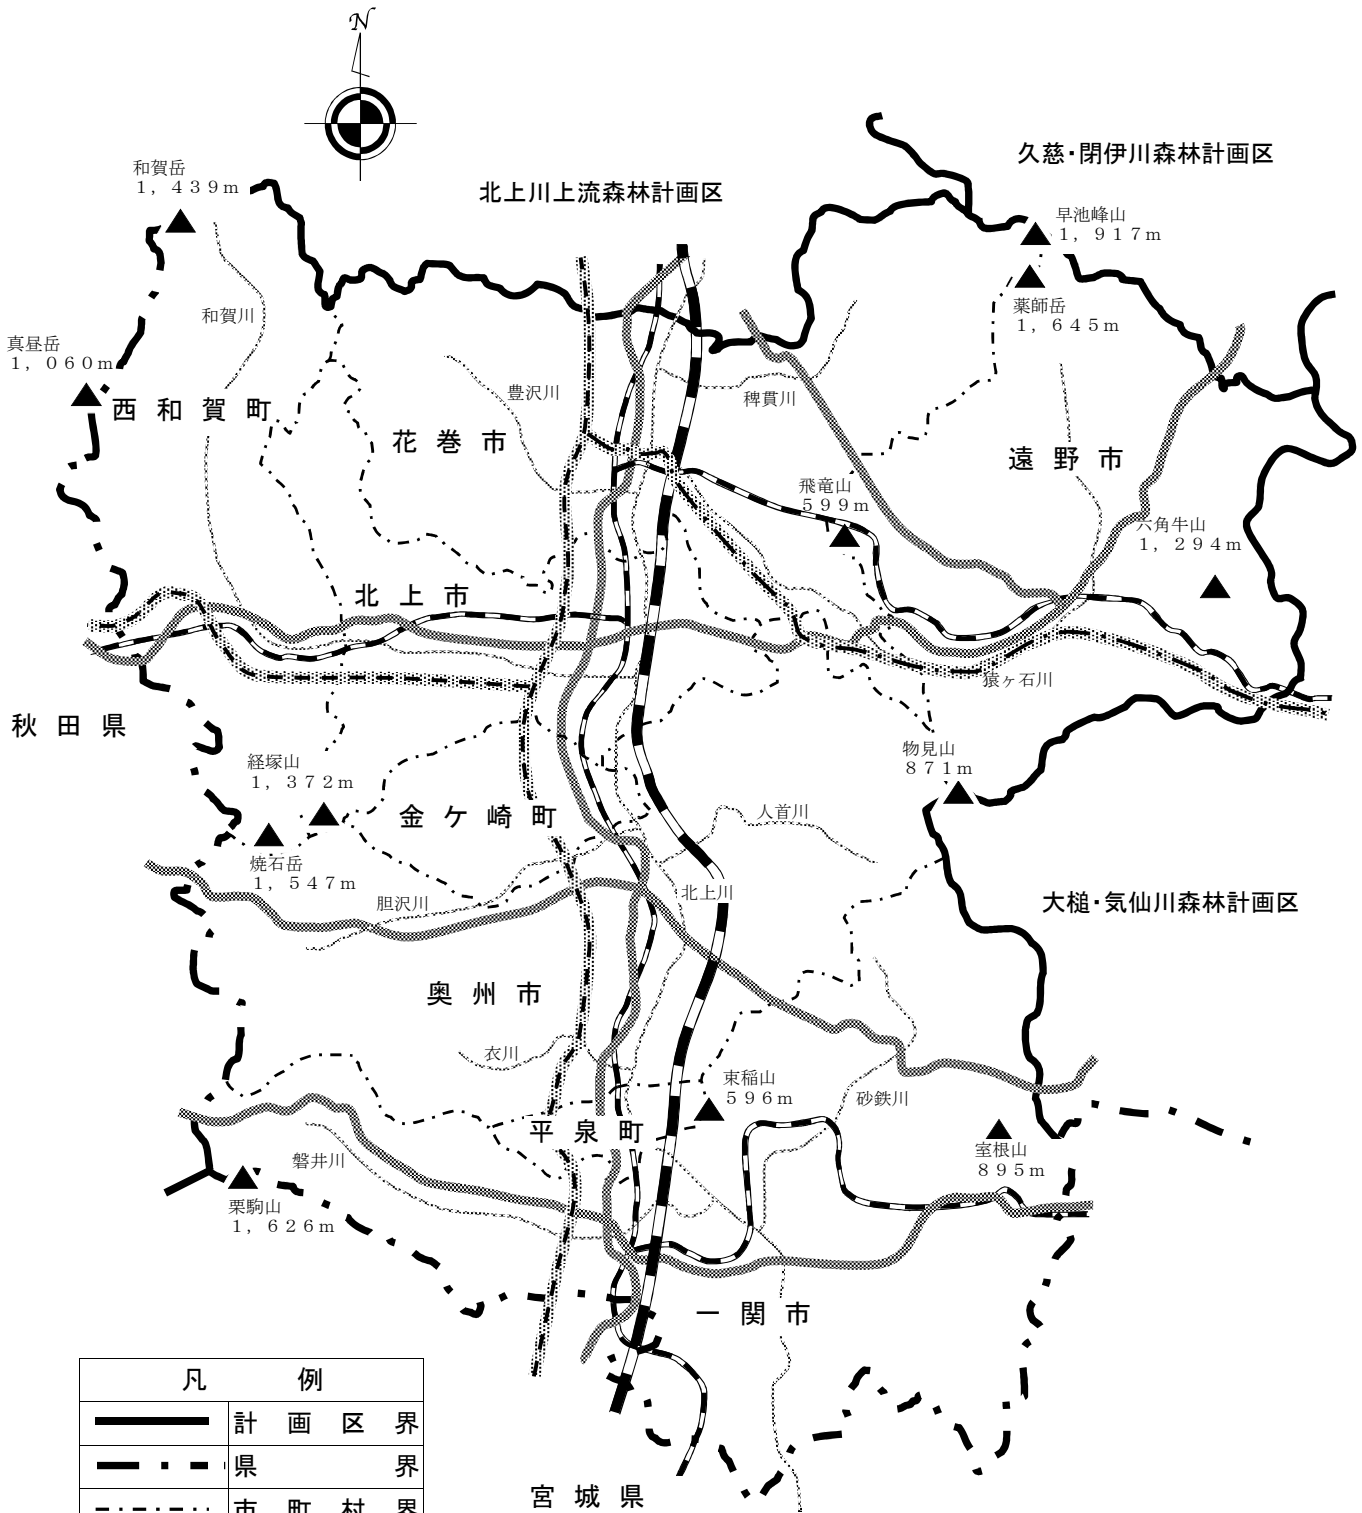 N
久慈・閉伊川森林計画区
和賀岳
1，439m
北上川上流森林計画区
早池峰山
1，917m
薬師岳
1，645m
和賀川
真昼岳
1，060m
豊沢川
稗貫川
西和賀町
花巻市
遠野市
飛竜山
599m
六角牛山
1，294m
北上市
猿ヶ石川
秋田県
物見山
871m
経塚山
1，372m
金ケ崎町
人首川
焼石岳
1，547m
胆沢川
北上川
大槌・気仙川森林計画区
奥州市
衣川
束稲山
596m
砂鉄川
平泉町
室根山
895m
磐井川
栗駒山
1，626m
一関市
凡例
計画区界
県界
市町村界
宮城県